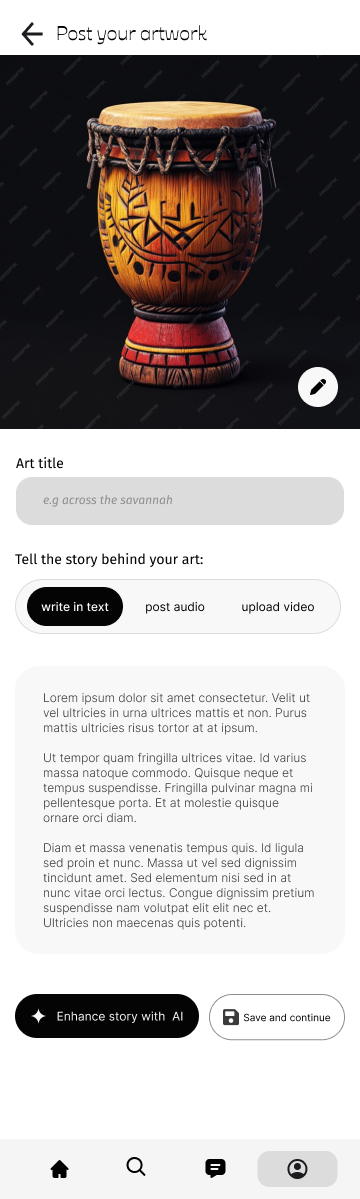 Post your artwork
Art title
e.g across the savannah
Tell the story behind your art:
write in text post audio upload video
Lorem ipsum dolor sit amet consectetur. Velit ut
vel ultricies in urna ultrices mattis et non. Purus
mattis ultricies risus tortor at at ipsum.
Ut tempor quam fringilla ultrices vitae. Id varius
massa natoque commodo. Quisque neque et
tempus suspendisse. Fringilla pulvinar magna mi
pellentesque porta. Et at molestie quisque
ornare orci diam.
Diam et massa venenatis tempus quis. Id ligula
sed proin et nunc. Massa ut vel sed dignissim
tincidunt amet. Sed elementum nisi sed in at
nunc vitae orci lectus. Congue dignissim pretium
suspendisse nam volutpat elit elit nec et.
Ultricies non maecenas quis potenti.
Enhance story with AI
Save and continue